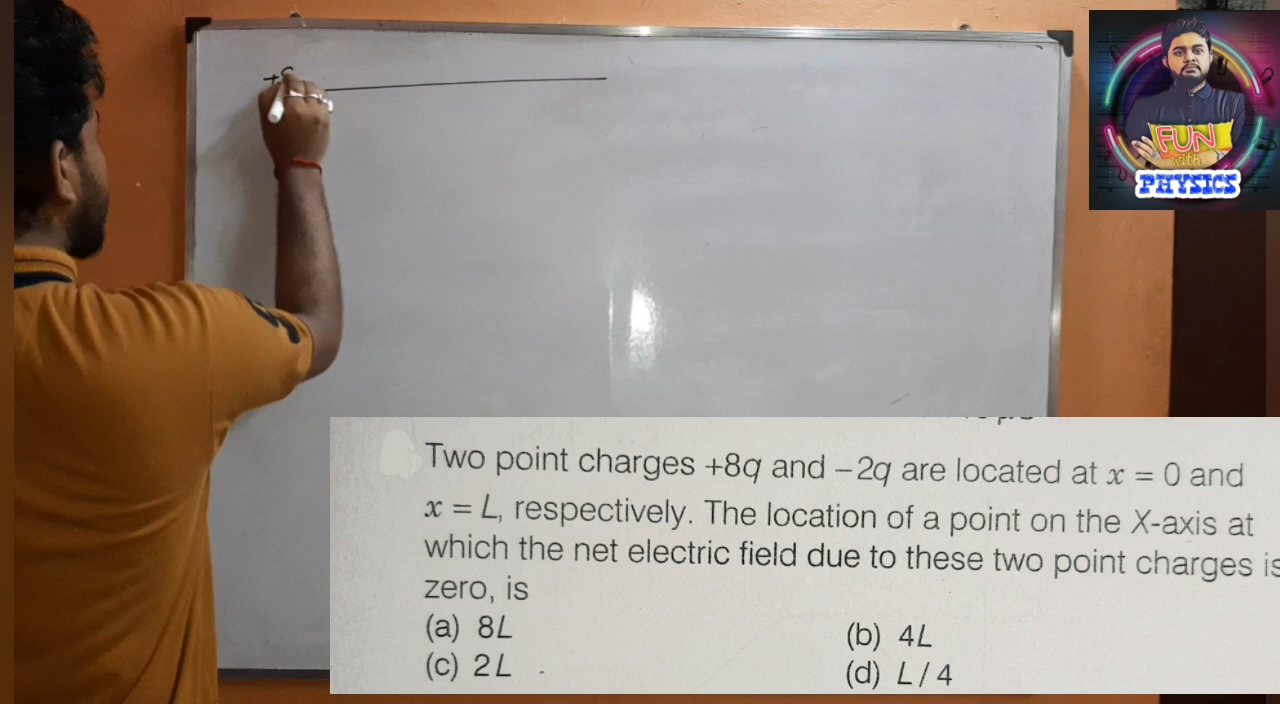 FUN
with
PHYSICS
Two point charges +8q and – 2q are located at x = 0 and
x = L, respectively. The location of a point on the X-axis at
which the net electric field due to these two point charges is
zero, is
(a) 8L (b) 4L
(c) 2L (d) L/4